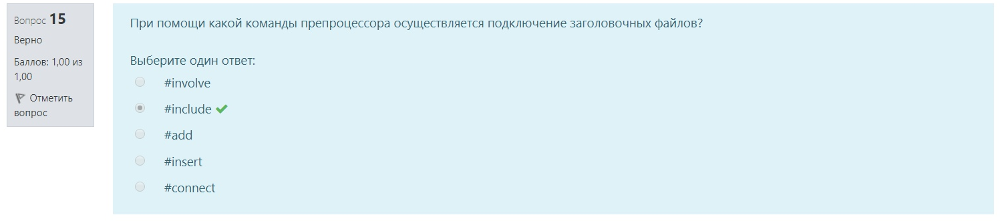 Вопрос 15
Верно
Баллов: 1,00 из
1,00
Отметить
вопрос
При помощи какой команды препроцессора осуществляется подключение заголовочных файлов?
Выберите один ответ:
#involve
#include
#add
#insert
#connect